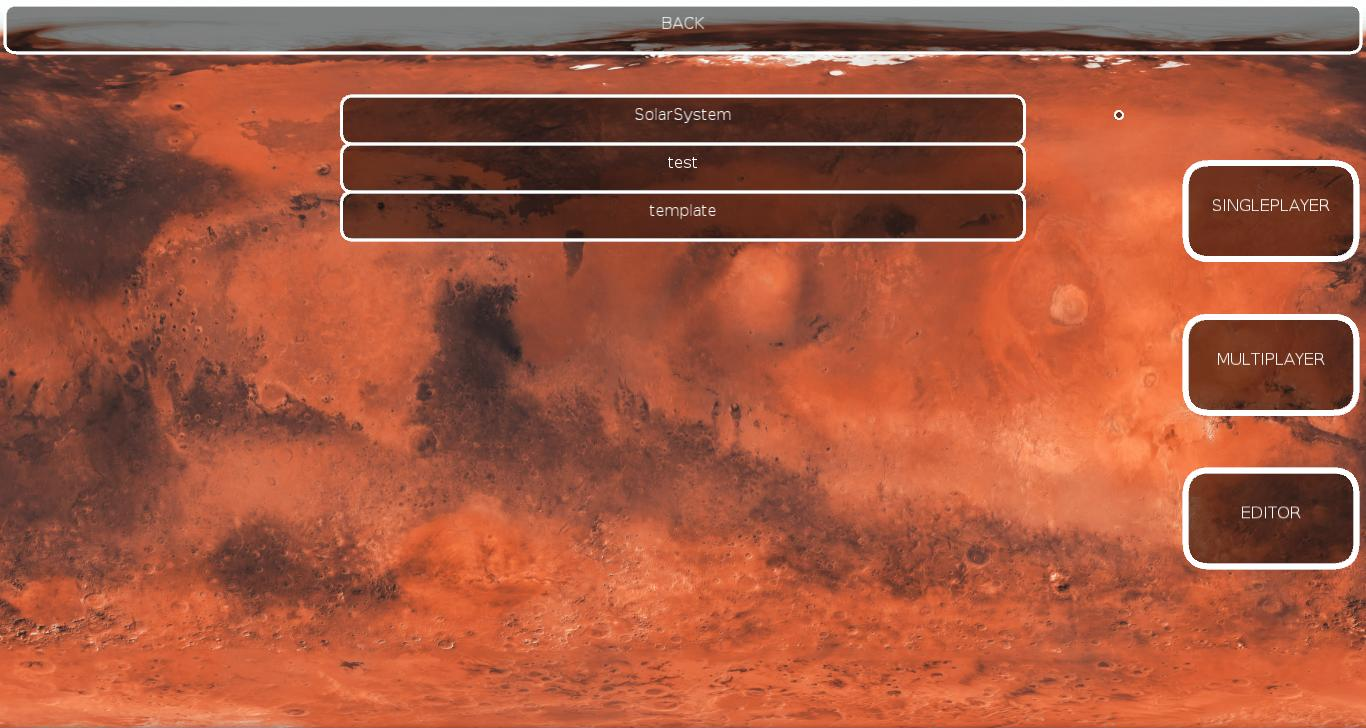 BACK
SolarSystem
test
template
SINGLEPLAYER
MULTIPLAYER
EDITOR